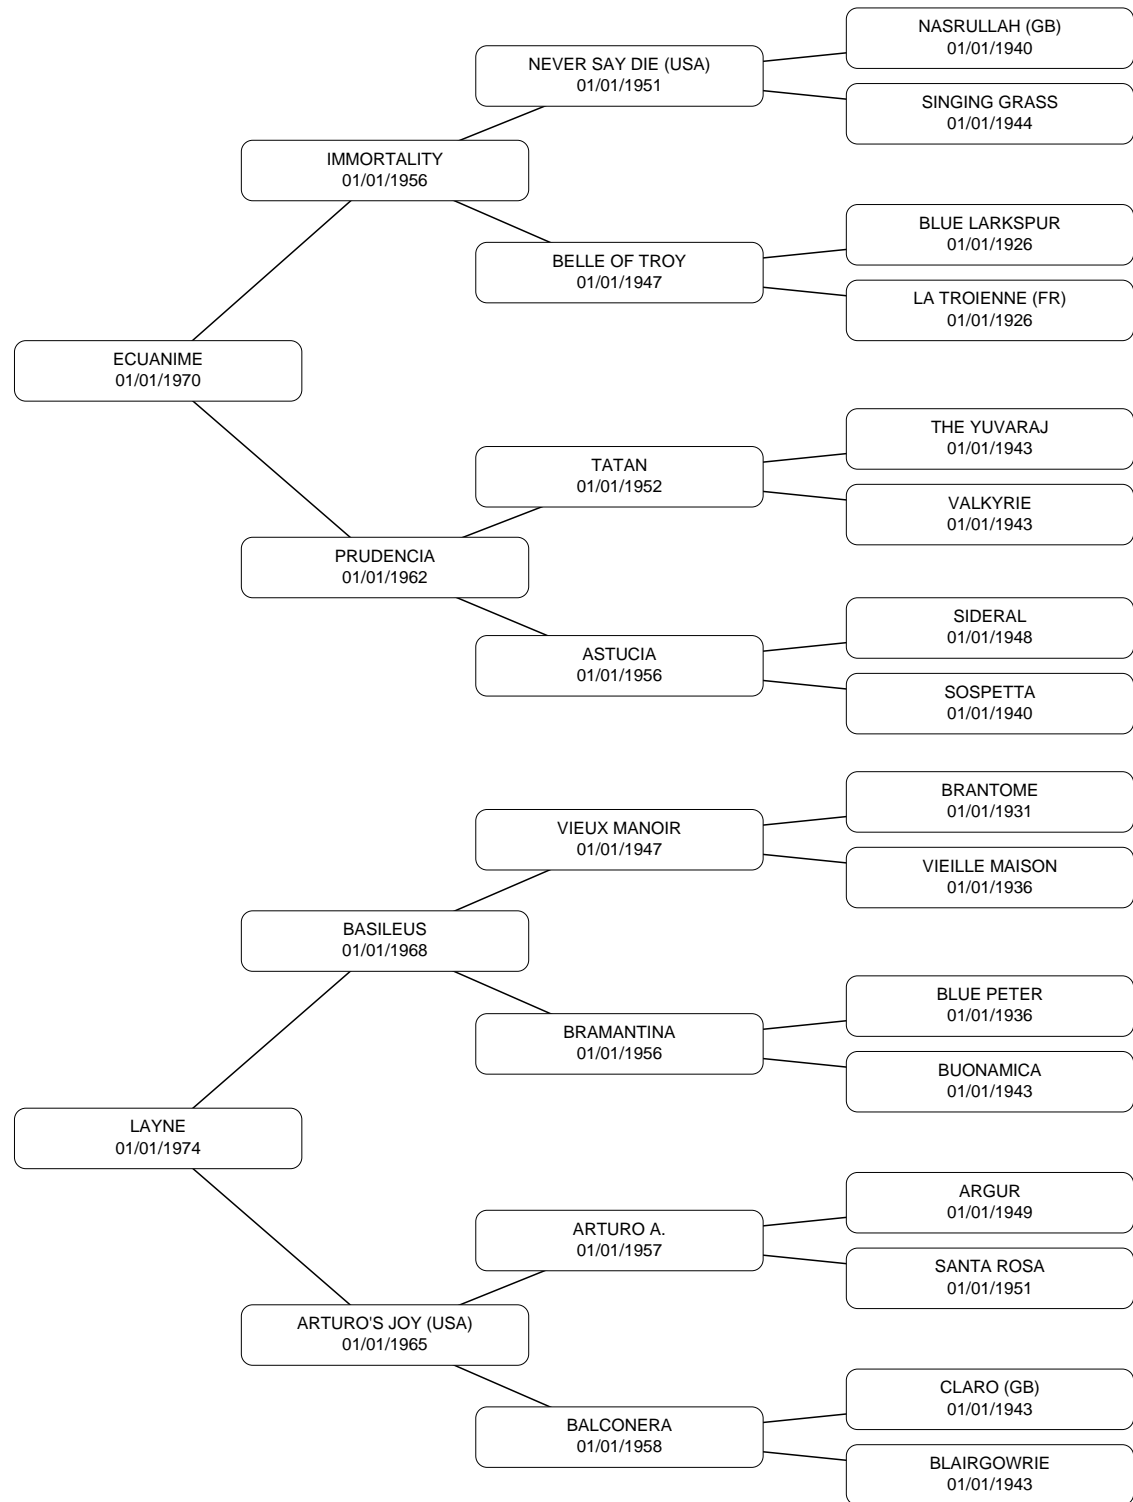 NASRULLAH (GB)
01/01/1940
NEVER SAY DIE (USA)
01/01/1951
SINGING GRASS
01/01/1944
IMMORTALITY
01/01/1956
BLUE LARKSPUR
01/01/1926
BELLE OF TROY
01/01/1947
LA TROIENNE (FR)
01/01/1926
ECUANIME
01/01/1970
THE YUVARAJ
01/01/1943
TATAN
01/01/1952
VALKYRIE
01/01/1943
PRUDENCIA
01/01/1962
SIDERAL
01/01/1948
ASTUCIA
01/01/1956
SOSPETTA
01/01/1940
BRANTOME
01/01/1931
VIEUX MANOIR
01/01/1947
VIEILLE MAISON
01/01/1936
BASILEUS
01/01/1968
BLUE PETER
01/01/1936
BRAMANTINA
01/01/1956
BUONAMICA
01/01/1943
LAYNE
01/01/1974
ARGUR
01/01/1949
ARTURO A.
01/01/1957
SANTA ROSA
01/01/1951
ARTURO'S JOY (USA)
01/01/1965
CLARO (GB)
01/01/1943
BALCONERA
01/01/1958
BLAIRGOWRIE
01/01/1943